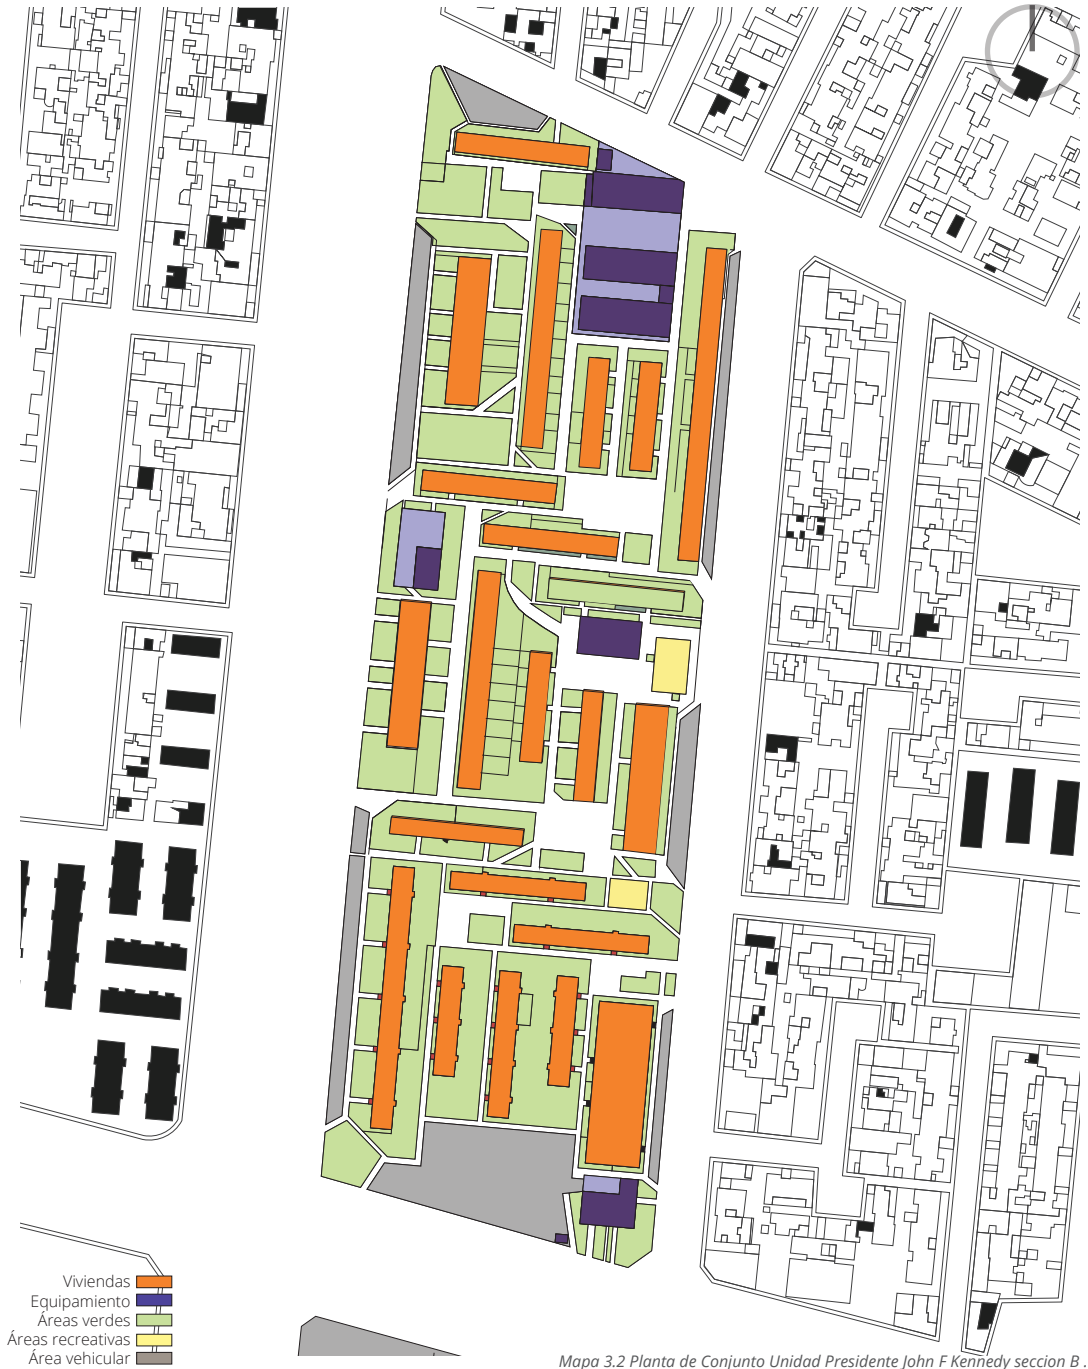 Viviendas
Equipamiento
Áreas verdes
Áreas recreativas
Área vehicular
Mapa 3.2 Planta de Conjunto Unidad Presidente John F Kennedy seccion B .